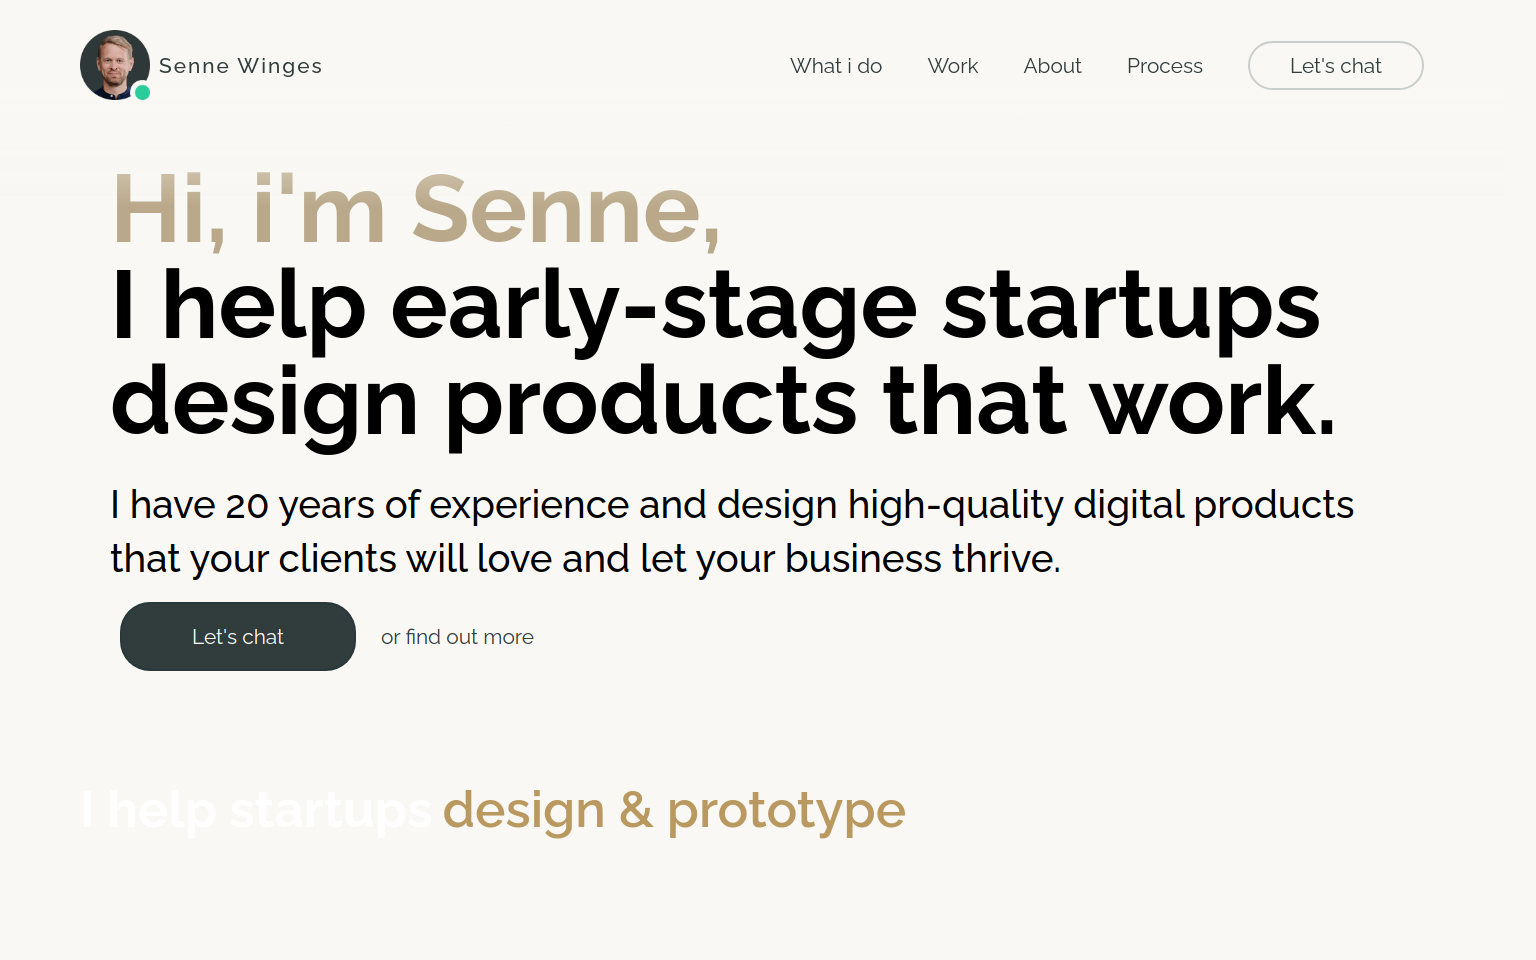 Senne Winges
What i do
Work
About
Process
Let's chat
Hi, i'm Senne,
I help early-stage startups
design products that work.
I have 20 years of experience and design high-quality digital products
that your clients will love and let your business thrive.
Let's chat
or find out more
I help startups design & prototype